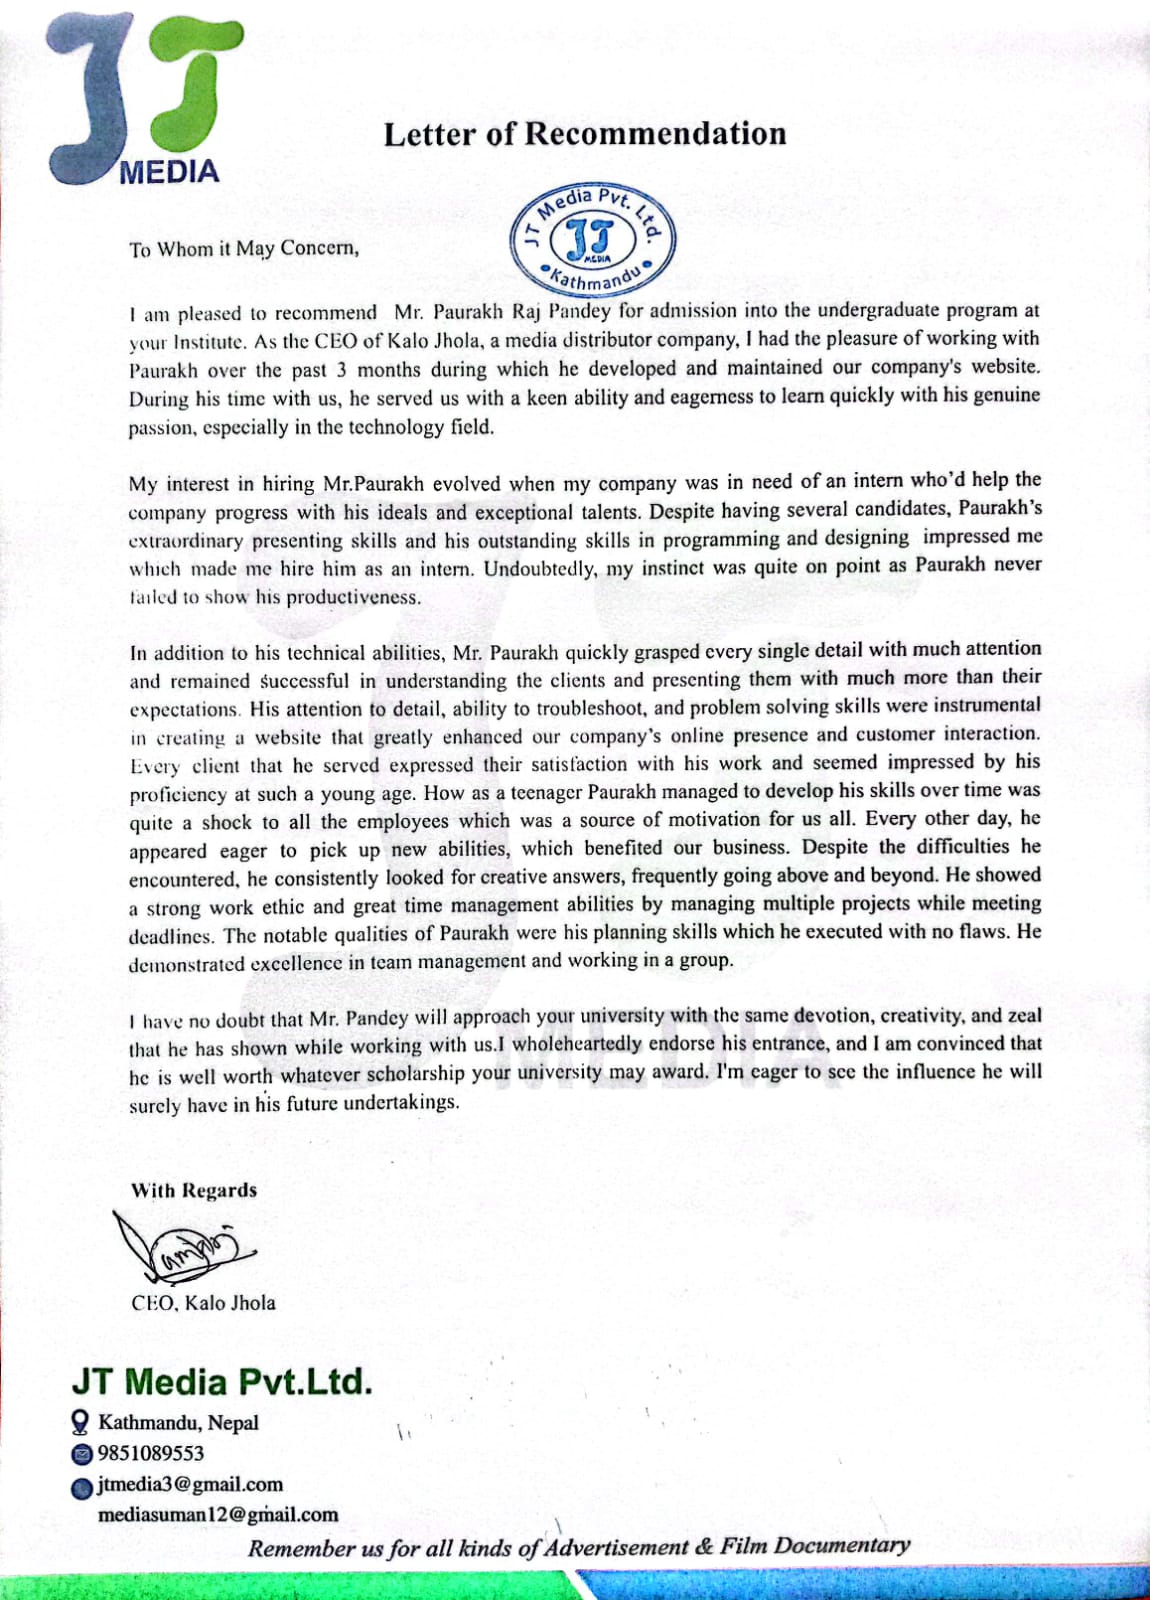 JT
MEDIA
Letter of Recommendation
JT Media Pvt. Ltd.
JT
MEDIA
Kathmandu
To Whom it May Concern,
I am pleased to recommend Mr. Paurakh Raj Pandey for admission into the undergraduate program at
your Institute. As the CEO of Kalo Jhola, a media distributor company, I had the pleasure of working with
Paurakh over the past 3 months during which he developed and maintained our company's website.
During his time with us, he served us with a keen ability and eagerness to learn quickly with his genuine
passion, especially in the technology field.
My interest in hiring Mr.Paurakh evolved when my company was in need of an intern who'd help the
company progress with his ideals and exceptional talents. Despite having several candidates, Paurakh's
extraordinary presenting skills and his outstanding skills in programming and designing impressed me
which made me hire him as an intern. Undoubtedly, my instinct was quite on point as Paurakh never
failed to show his productiveness.
In addition to his technical abilities, Mr. Paurakh quickly grasped every single detail with much attention
and remained successful in understanding the clients and presenting them with much more than their
expectations. His attention to detail, ability to troubleshoot, and problem solving skills were instrumental
in creating a website that greatly enhanced our company's online presence and customer interaction.
Every client that he served expressed their satisfaction with his work and seemed impressed by his
proficiency at such a young age. How as a teenager Paurakh managed to develop his skills over time was
quite a shock to all the employees which was a source of motivation for us all. Every other day, he
appeared eager to pick up new abilities, which benefited our business. Despite the difficulties he
encountered, he consistently looked for creative answers, frequently going above and beyond. He showed
a strong work ethic and great time management abilities by managing multiple projects while meeting
deadlines. The notable qualities of Paurakh were his planning skills which he executed with no flaws. He
demonstrated excellence in team management and working in a group.
I have no doubt that Mr. Pandey will approach your university with the same devotion, creativity, and zeal
that he has shown while working with us.I wholeheartedly endorse his entrance, and I am convinced that
he is well worth whatever scholarship your university may award. I'm eager to see the influence he will
surely have in his future undertakings.
With Regards
CEO, Kalo Jhola
JT Media Pvt.Ltd.
Kathmandu, Nepal
9851089553
jtmedia3@gmail.com
mediasuman12@gmail.com
Remember us for all kinds of Advertisement & Film Documentary